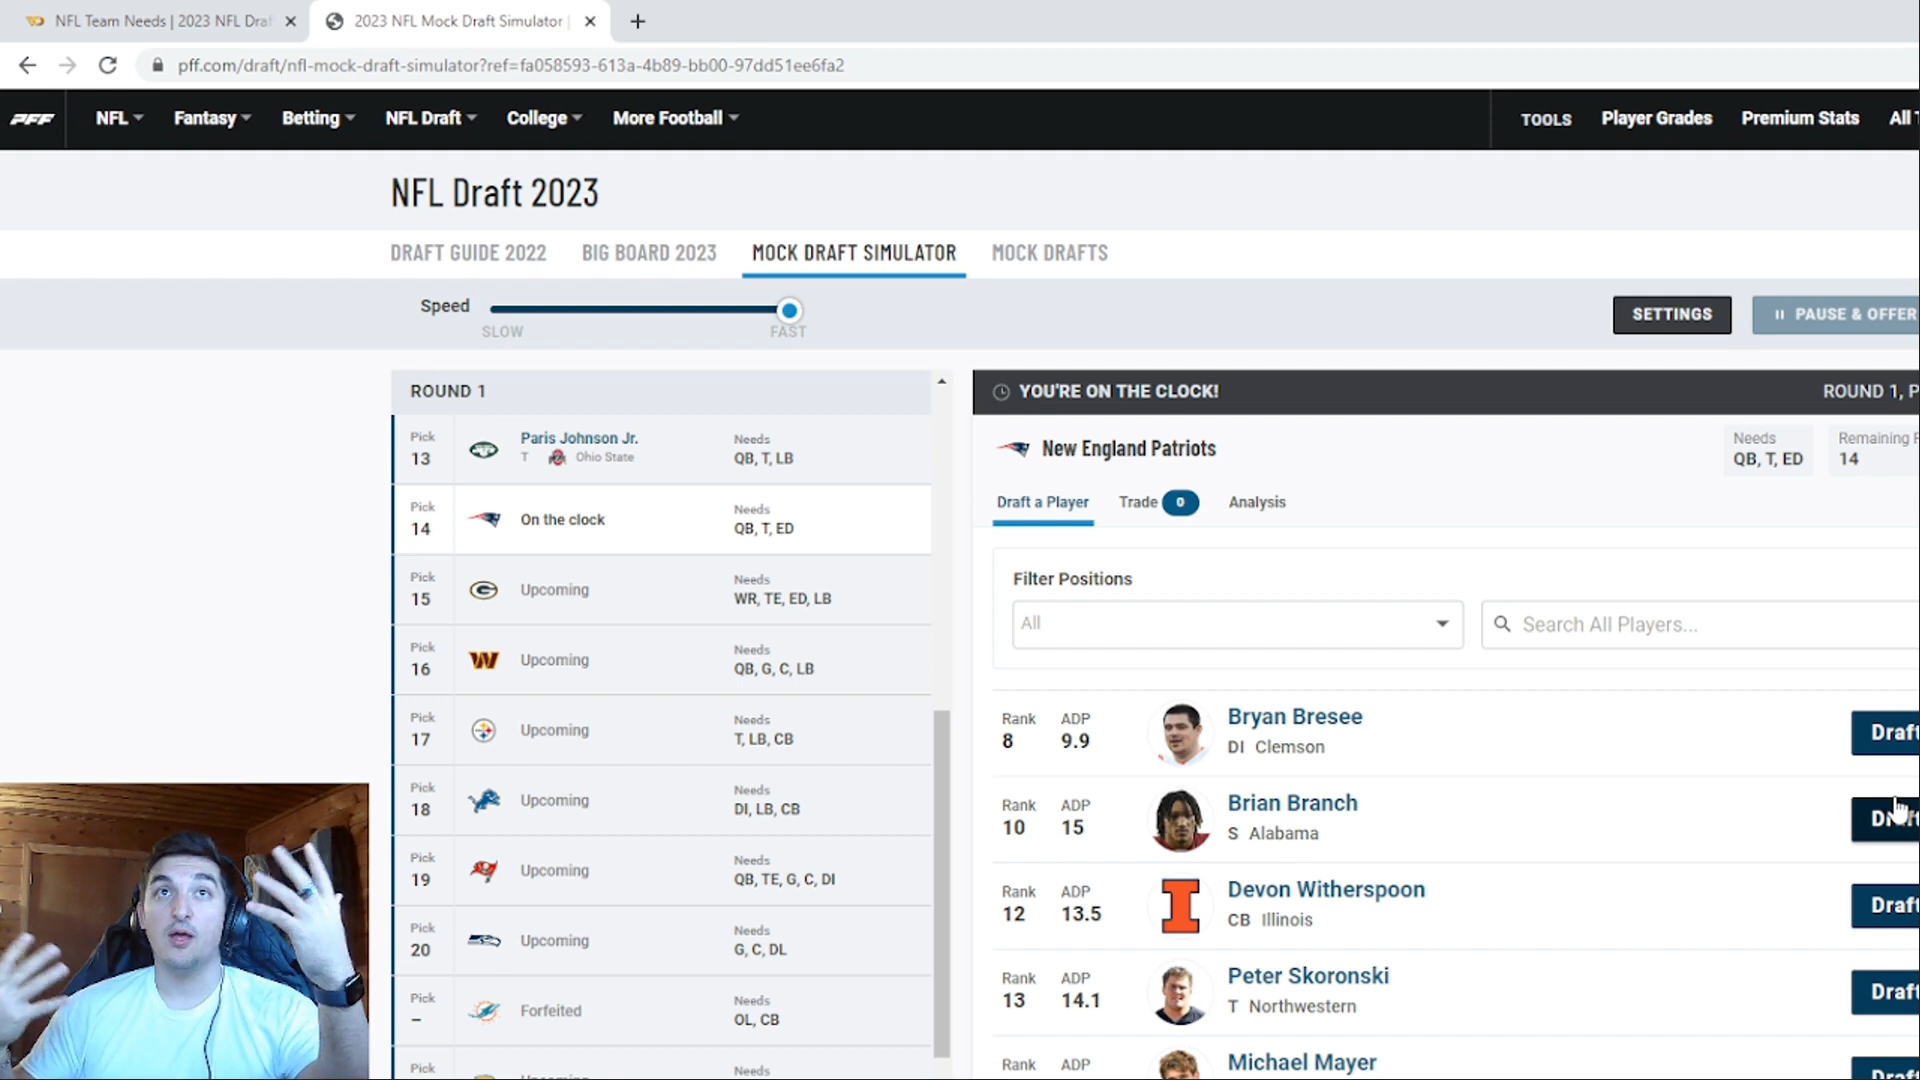 NFL Team Needs | 2023 NFL Draf
2023 NFL Mock Draft Simulator |
pff.com/draft/nfl-mock-draft-simulator?ref=fa058593-613a-4b89-bb00-97dd51ee6fa2
PFF NFL Fantasy Betting NFL Draft College More Football TOOLS Player Grades Premium Stats All T
NFL Draft 2023
DRAFT GUIDE 2022 BIG BOARD 2023 MOCK DRAFT SIMULATOR MOCK DRAFTS
Speed
SLOW FAST
SETTINGS
PAUSE & OFFER
ROUND 1
Pick 13 Paris Johnson Jr. Needs
T Ohio State QB, T, LB
Pick 14 On the clock Needs
QB, T, ED
Pick 15 Upcoming Needs
WR, TE, ED, LB
Pick 16 Upcoming Needs
QB, G, C, LB
Pick 17 Upcoming Needs
T, LB, CB
Pick 18 Upcoming Needs
DI, LB, CB
Pick 19 Upcoming Needs
QB, TE, G, C, DI
Pick 20 Upcoming Needs
G, C, DL
Pick – Forfeited Needs
OL, CB
Pick Needs
YOU'RE ON THE CLOCK! ROUND 1, P
New England Patriots
Needs
QB, T, ED
Remaining P
14
Draft a Player Trade 0 Analysis
Filter Positions
All
Search All Players...
Rank ADP Bryan Bresee
8 9.9 DI Clemson Draft
Rank ADP Brian Branch
10 15 S Alabama Draft
Rank ADP Devon Witherspoon
12 13.5 CB Illinois Draft
Rank ADP Peter Skoronski
13 14.1 T Northwestern Draft
Rank ADP Michael Mayer
Draft